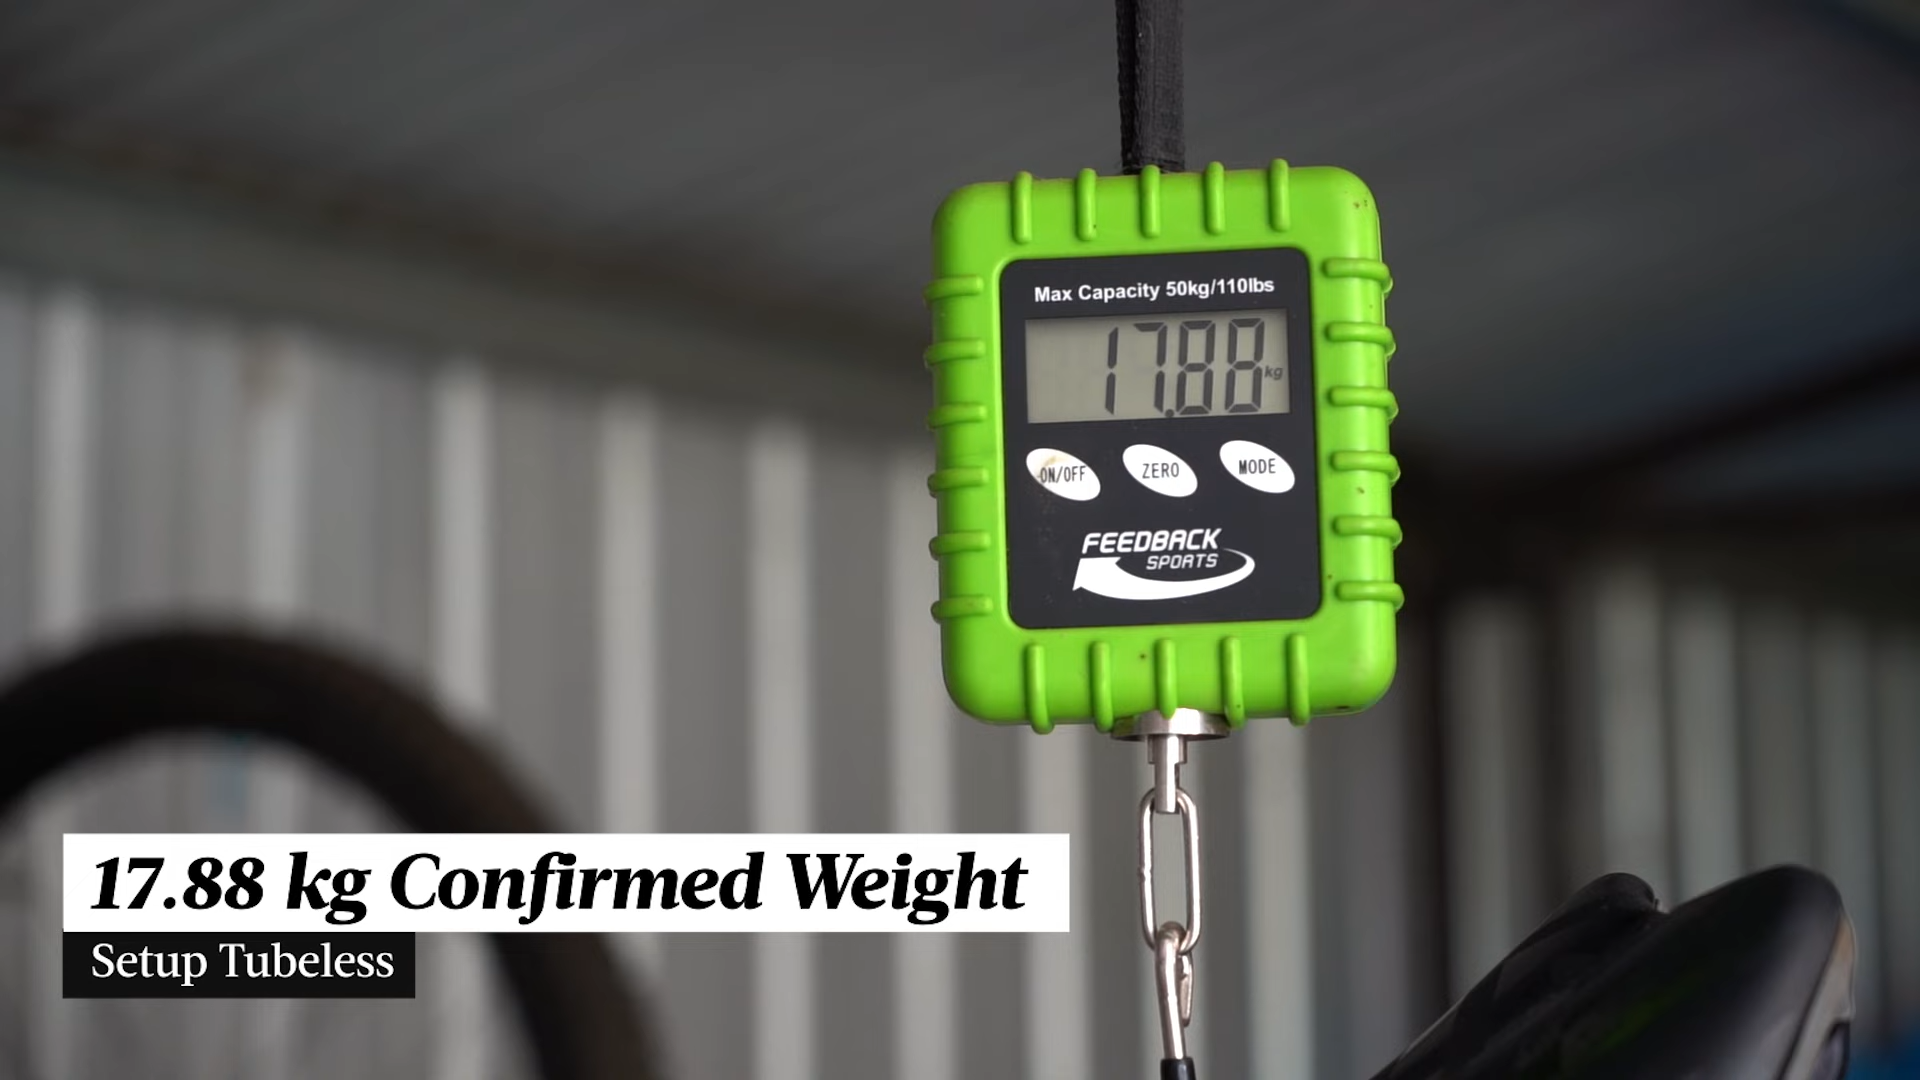 Max Capacity 50kg/110lbs
17.88 kg
ON/OFF ZERO MODE
FEEDBACK
SPORTS
17.88 kg Confirmed Weight
Setup Tubeless